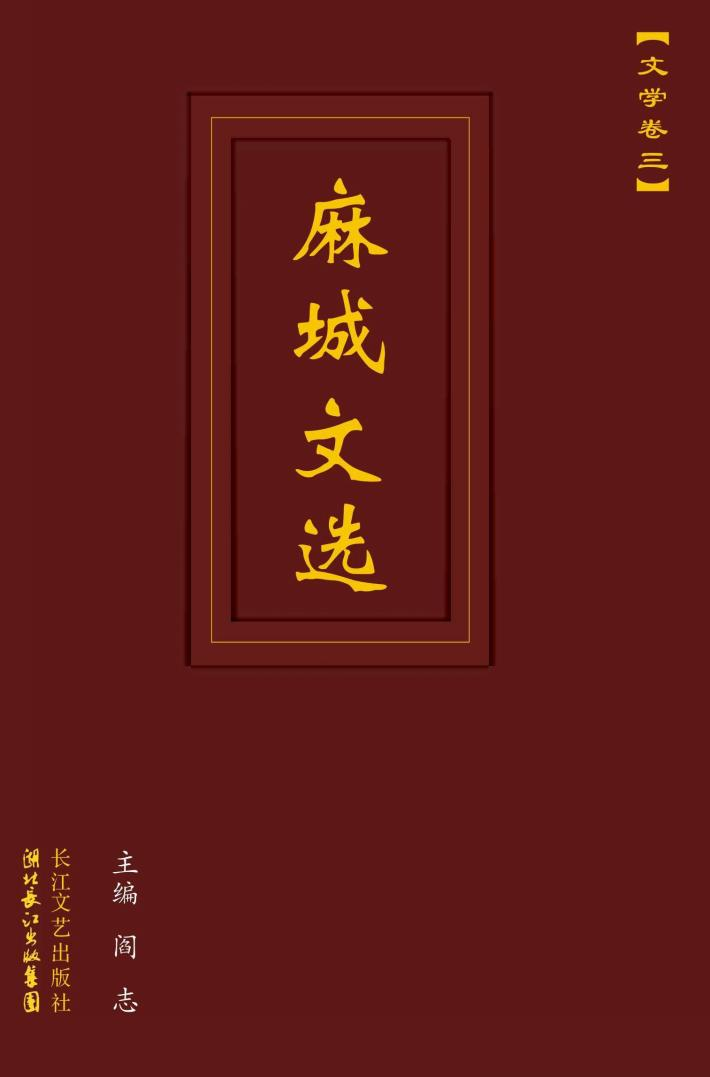 【文学卷三】
麻城文选
主编 阎志
长江文艺出版社
湖北長江出版集团